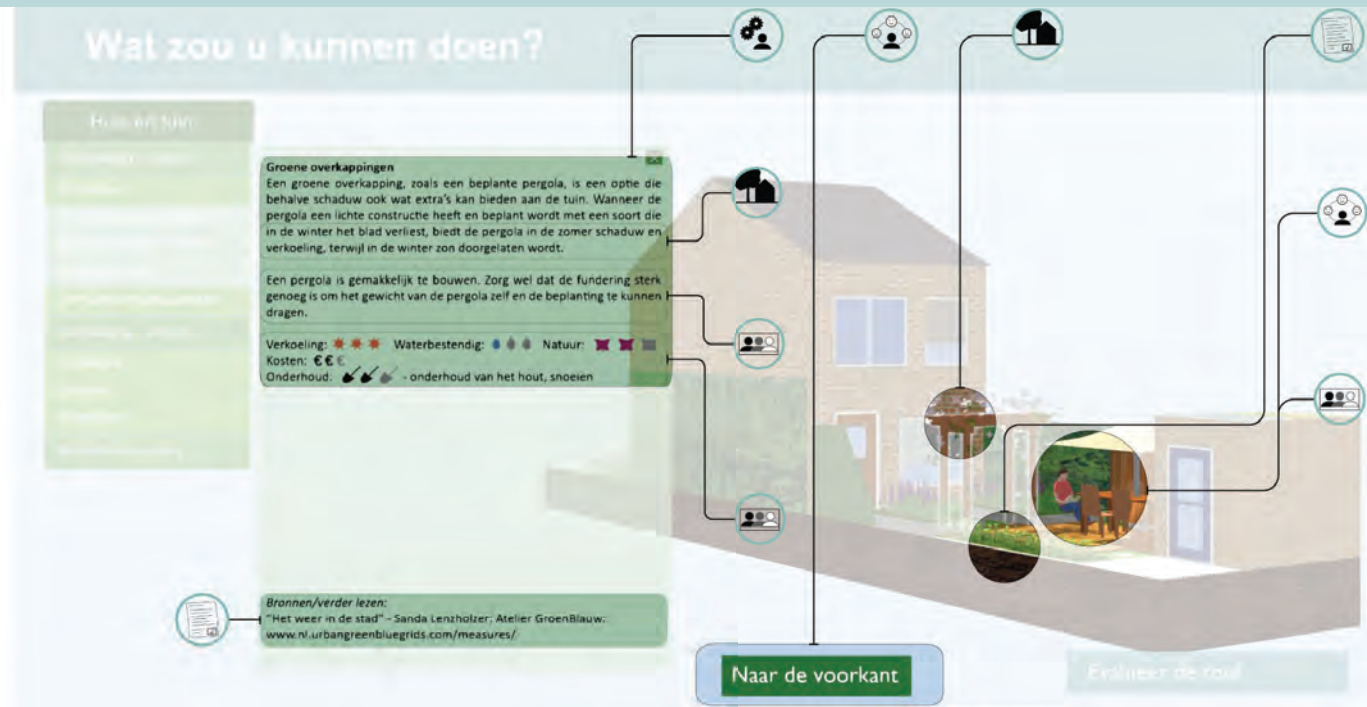 Wat zou u kunnen doen?
Huis en tuin
Groene overkappingen
Een groene overkapping, zoals een beplante pergola, is een optie die
behalve schaduw ook wat extra's kan bieden aan de tuin. Wanneer de
pergola een lichte constructie heeft en beplant wordt met een soort die
in de winter het blad verliest, biedt de pergola in de zomer schaduw en
verkoeling, terwijl in de winter zon doorgelaten wordt.
Een pergola is gemakkelijk te bouwen. Zorg wel dat de fundering sterk
genoeg is om het gewicht van de pergola zelf en de beplanting te kunnen
dragen.
Verkoeling: Waterbestendig: Natuur:
Kosten: €€€
Onderhoud: - onderhoud van het hout, snoeien
Bronnen/verder lezen:
"Het weer in de stad" - Sanda Lenzholzer; Atelier GroenBlauw:
www.nl.urbangreenbluegrids.com/measures/
Naar de voorkant
Evalueer de tool